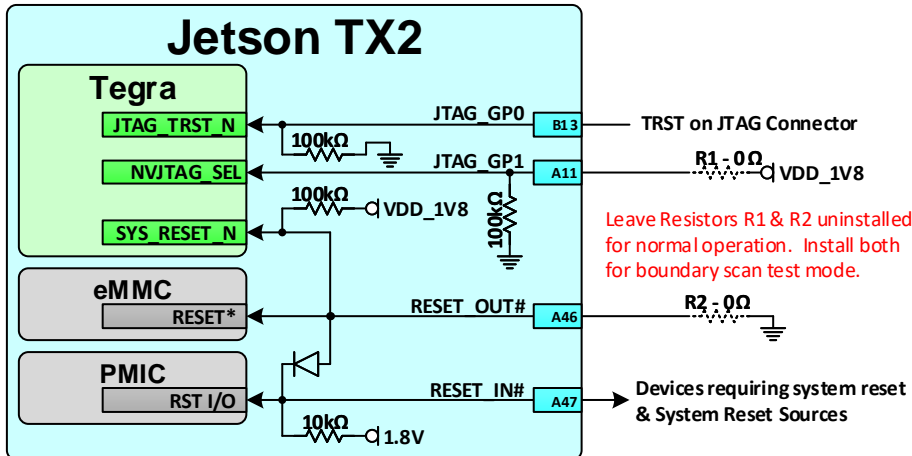 Jetson TX2
Tegra
JTAG_TRST_N
JTAG_GP0
B13
TRST on JTAG Connector
100kΩ
NVJTAG_SEL
JTAG_GP1
A11
R1 - 0Ω
VDD_1V8
100kΩ
VDD_1V8
100kΩ
SYS_RESET_N
Leave Resistors R1 & R2 uninstalled
for normal operation. Install both
for boundary scan test mode.
eMMC
RESET*
RESET_OUT#
A46
R2 - 0Ω
PMIC
RST I/O
RESET_IN#
A47
Devices requiring system reset
& System Reset Sources
10kΩ
1.8V